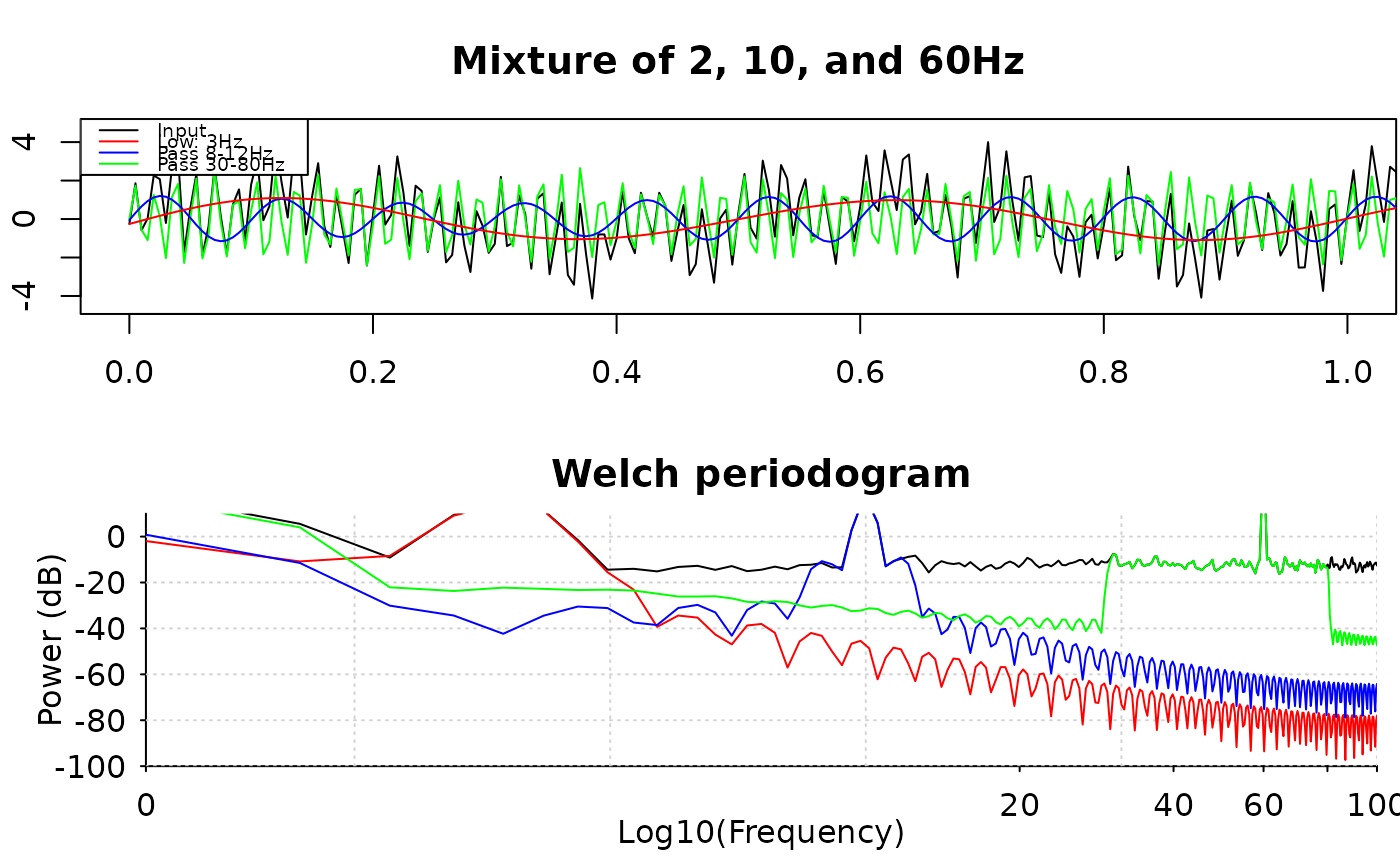 Mixture of 2, 10, and 60Hz
4
0
-4
Input
Low: 3Hz
Pass 8-12Hz
Pass 30-80Hz
0.0 0.2 0.4 0.6 0.8 1.0
Welch periodogram
Power (dB)
0
-20
-40
-60
-80
-100
0 20 40 60 100
Log10(Frequency)